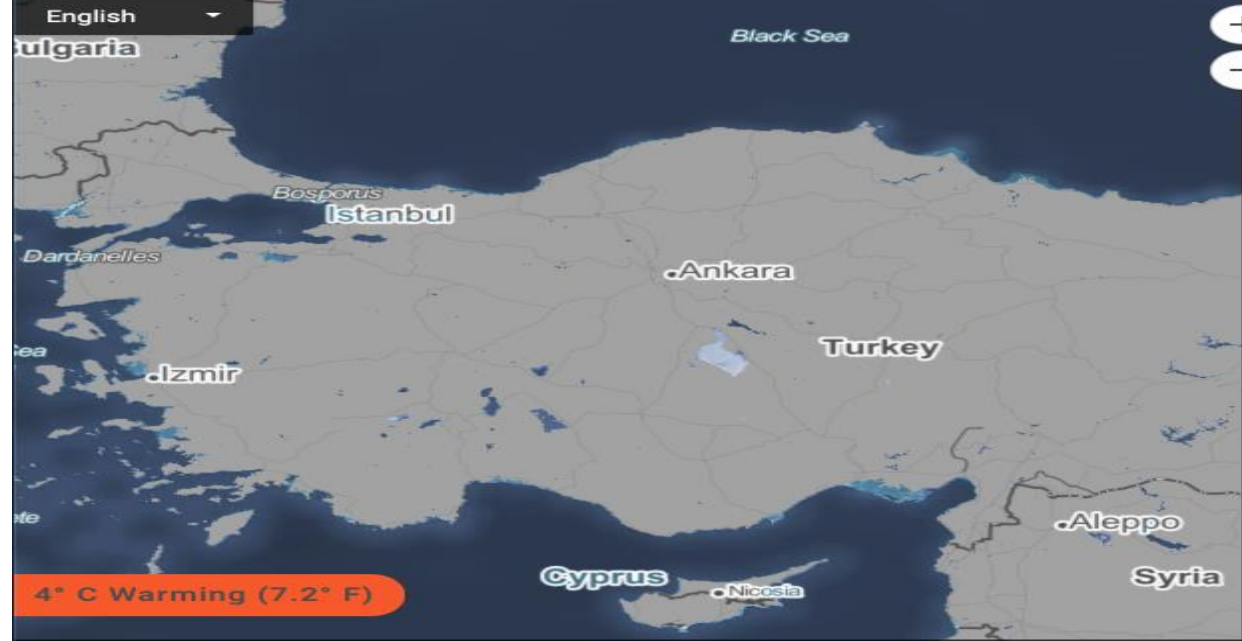 English
ulgaria
Black Sea
+
−
Bosporus
Istanbul
Dardanelles
Ankara
Turkey
ea
Izmir
Aleppo
ete
Cyprus
Nicosia
Syria
4° C Warming (7.2° F)